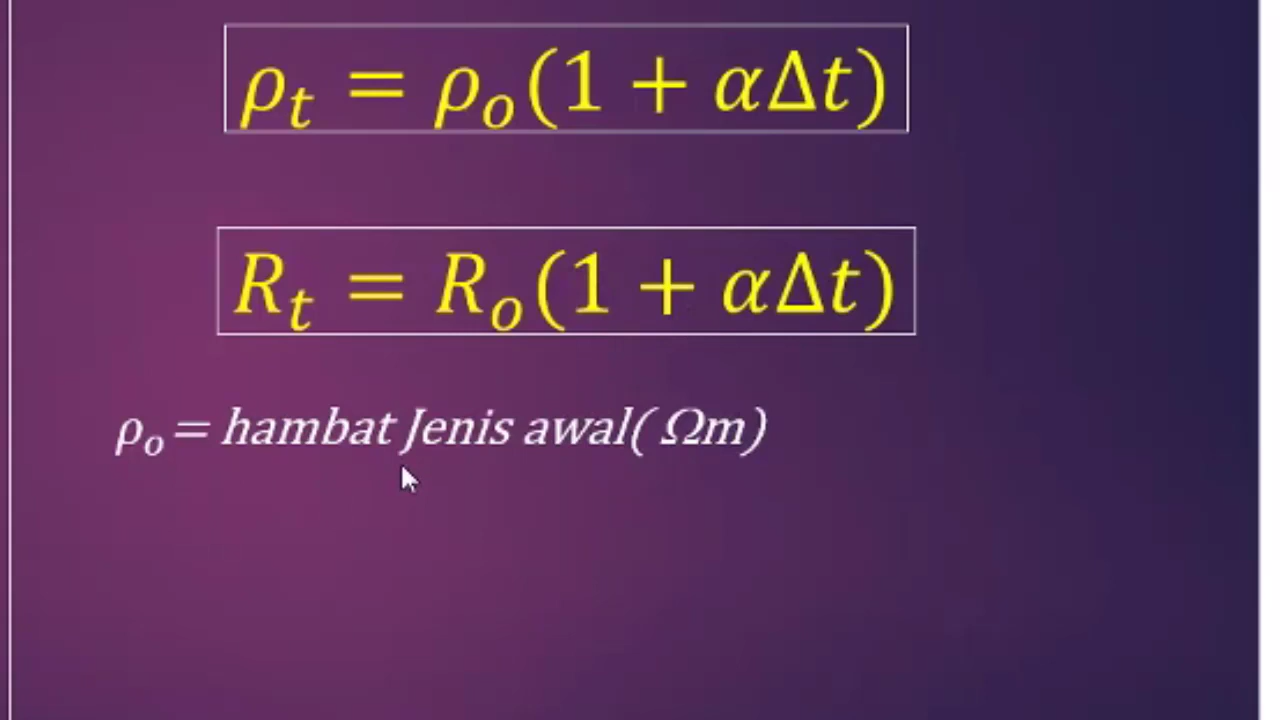 ρₜ = ρₒ(1 + αΔt)
Rₜ = Rₒ(1 + αΔt)
ρₒ = hambat Jenis awal( Ωm)